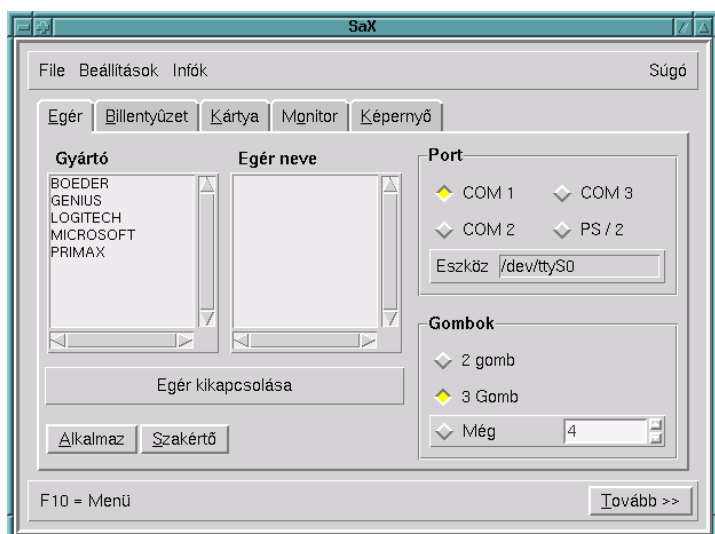 SaX
File Beállítások Infók Súgó
Egér Billentyûzet Kártya Monitor Képernyő
Gyártó
BOEDER
GENIUS
LOGITECH
MICROSOFT
PRIMAX
Egér neve
Egér kikapcsolása
Alkalmaz Szakértő
Port
COM 1 COM 3
COM 2 PS / 2
Eszköz /dev/ttyS0
Gombok
2 gomb
3 Gomb
Még 4
F10 = Menü Tovább >>